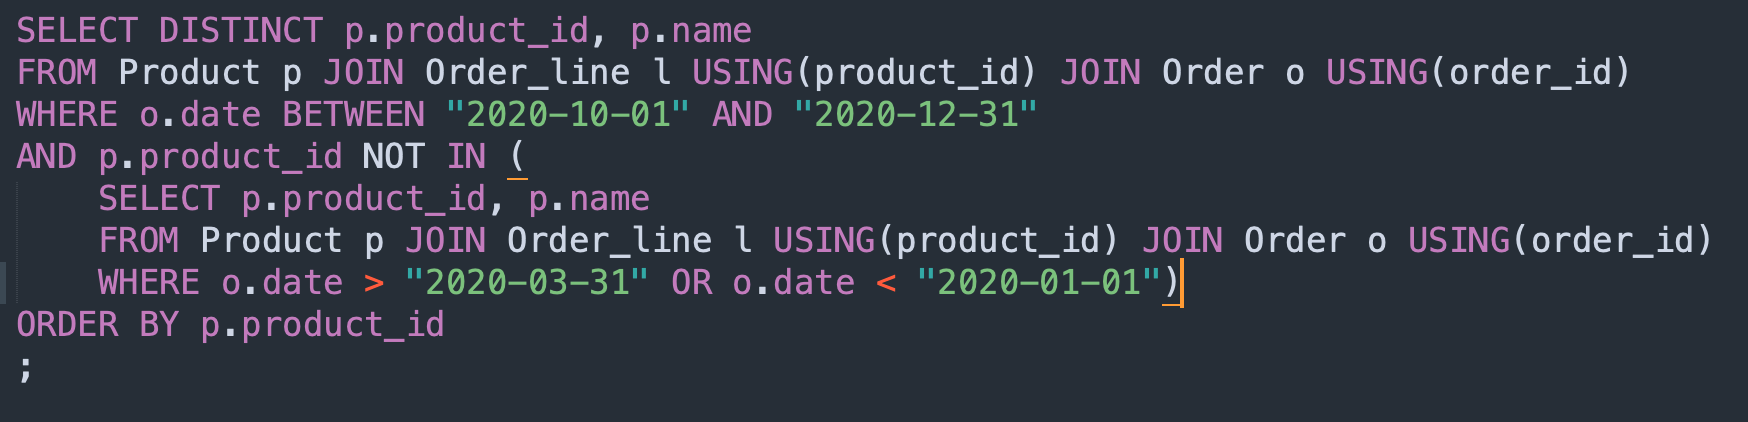 SELECT DISTINCT p.product_id, p.name
FROM Product p JOIN Order_line l USING(product_id) JOIN Order o USING(order_id)
WHERE o.date BETWEEN "2020-10-01" AND "2020-12-31"
AND p.product_id NOT IN (
    SELECT p.product_id, p.name
    FROM Product p JOIN Order_line l USING(product_id) JOIN Order o USING(order_id)
    WHERE o.date > "2020-03-31" OR o.date < "2020-01-01")
ORDER BY p.product_id
;